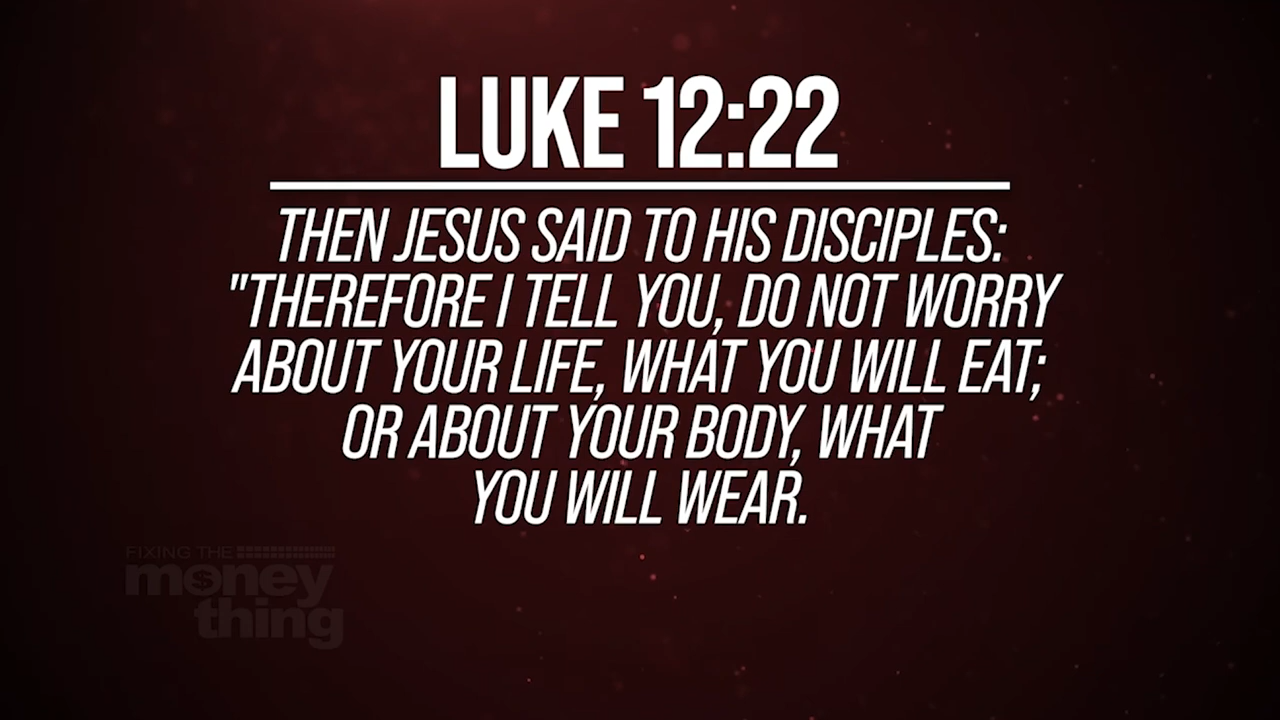 LUKE 12:22
THEN JESUS SAID TO HIS DISCIPLES:
"THEREFORE I TELL YOU, DO NOT WORRY
ABOUT YOUR LIFE, WHAT YOU WILL EAT;
OR ABOUT YOUR BODY, WHAT
YOU WILL WEAR.
FIXING THE
money
thing